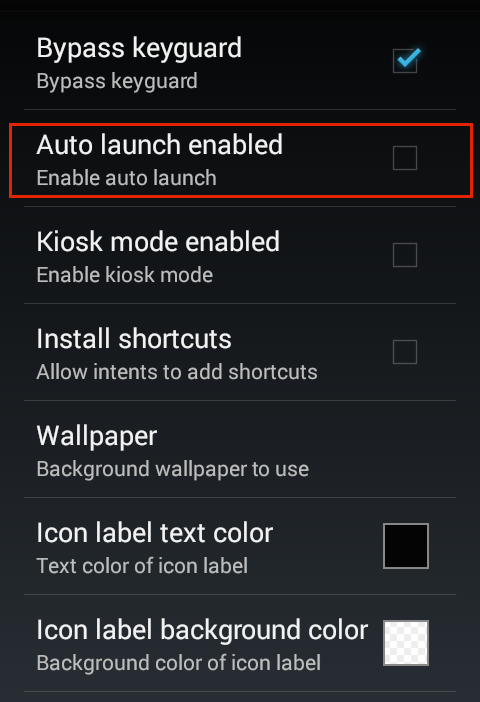 Bypass keyguard
Bypass keyguard
Auto launch enabled
Enable auto launch
Kiosk mode enabled
Enable kiosk mode
Install shortcuts
Allow intents to add shortcuts
Wallpaper
Background wallpaper to use
Icon label text color
Text color of icon label
Icon label background color
Background color of icon label